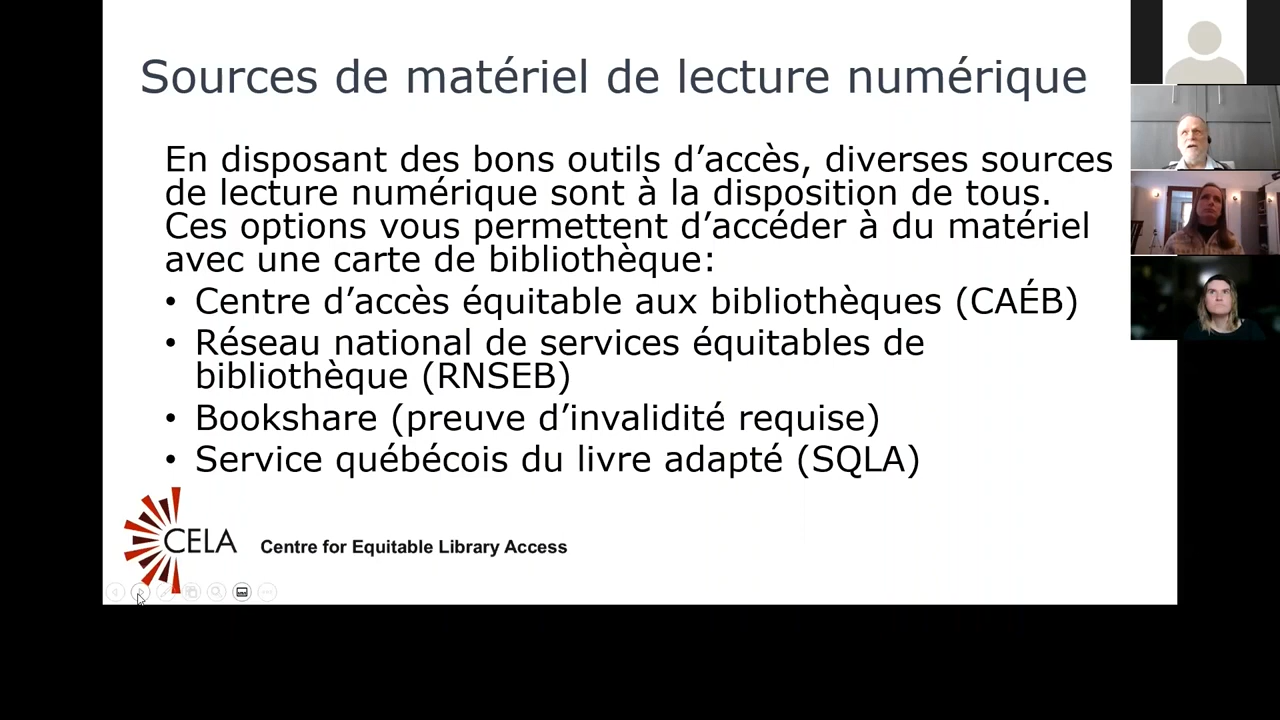 Sources de matériel de lecture numérique
En disposant des bons outils d’accès, diverses sources
de lecture numérique sont à la disposition de tous.
Ces options vous permettent d’accéder à du matériel
avec une carte de bibliothèque:
• Centre d’accès équitable aux bibliothèques (CAÉB)
• Réseau national de services équitables de
bibliothèque (RNSEB)
• Bookshare (preuve d’invalidité requise)
• Service québécois du livre adapté (SQLA)
CELA
Centre for Equitable Library Access